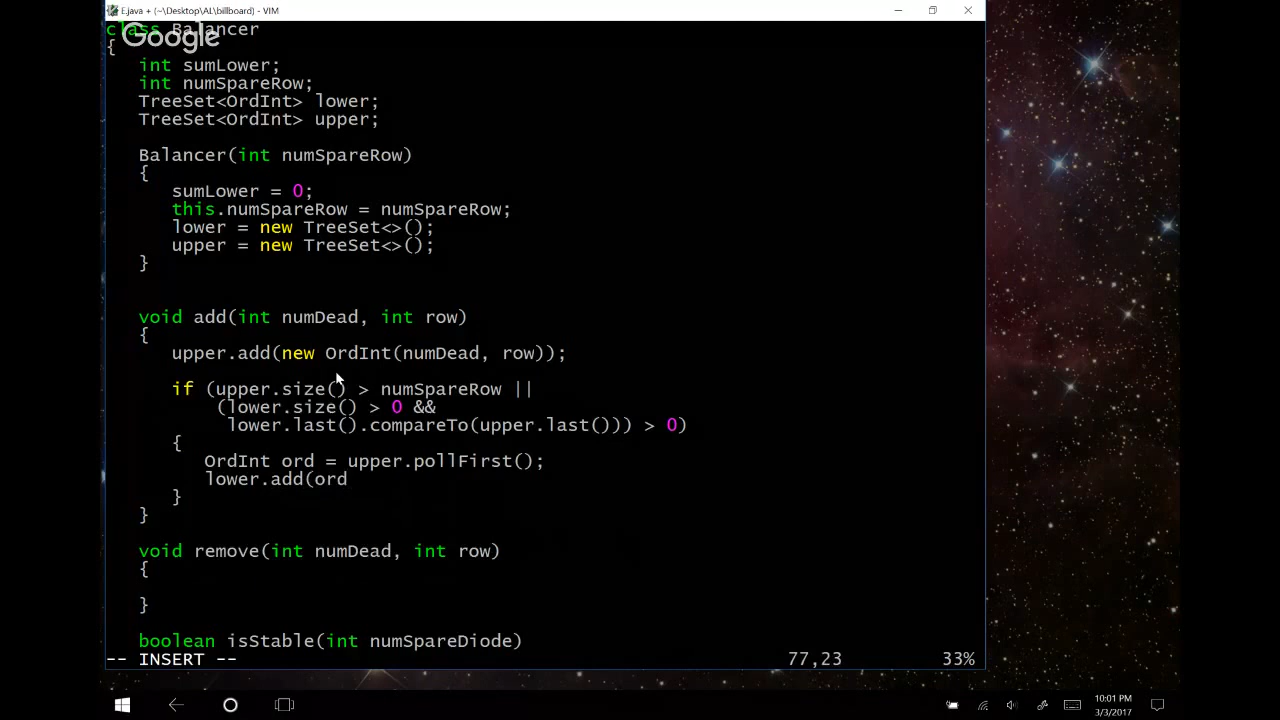 E.java + (~\Desktop\AL\billboard) - VIM
class Balancer
Google
{
int sumLower;
int numSpareRow;
TreeSet<OrdInt> lower;
TreeSet<OrdInt> upper;
Balancer(int numSpareRow)
{
sumLower = 0;
this.numSpareRow = numSpareRow;
lower = new TreeSet<>();
upper = new TreeSet<>();
}
void add(int numDead, int row)
{
upper.add(new OrdInt(numDead, row));
if (upper.size() > numSpareRow ||
(lower.size() > 0 &&
lower.last().compareTo(upper.last())) > 0)
{
OrdInt ord = upper.pollFirst();
lower.add(ord
}
}
void remove(int numDead, int row)
{
}
boolean isStable(int numSpareDiode)
-- INSERT -- 77,23 33%
10:01 PM
3/3/2017